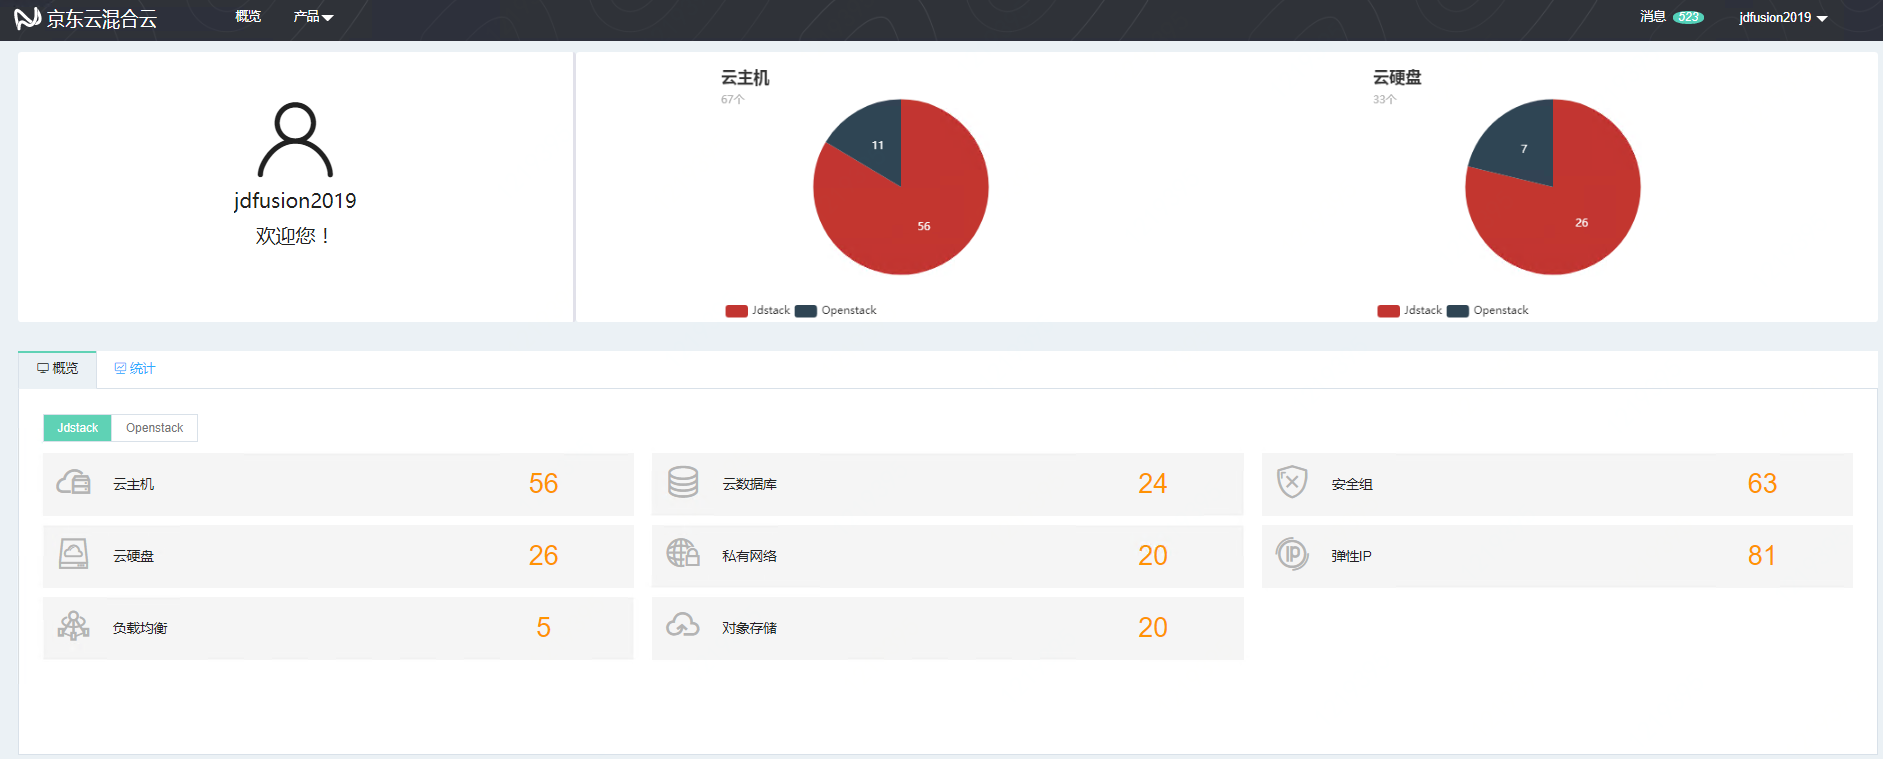 京东云混合云 概览 产品 消息 523 jdfusion2019
jdfusion2019
欢迎您！
云主机
67个
11
56
Jdstack Openstack
云硬盘
33个
7
26
Jdstack Openstack
概览 统计
Jdstack Openstack
云主机 56 云数据库 24 安全组 63
云硬盘 26 私有网络 20 弹性IP 81
负载均衡 5 对象存储 20